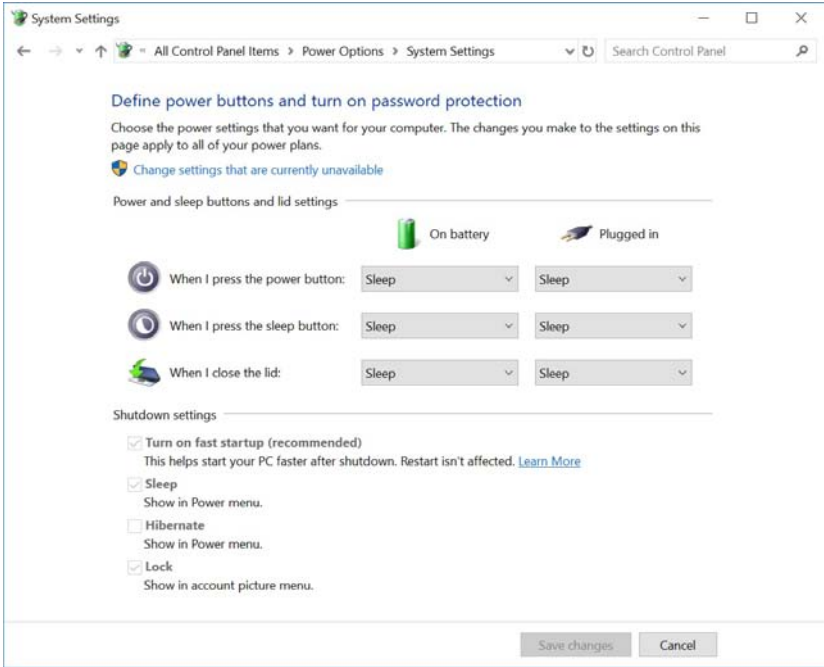 System Settings
« All Control Panel Items > Power Options > System Settings
Search Control Panel
Define power buttons and turn on password protection
Choose the power settings that you want for your computer. The changes you make to the settings on this
page apply to all of your power plans.
Change settings that are currently unavailable
Power and sleep buttons and lid settings
On battery Plugged in
When I press the power button: Sleep Sleep
When I press the sleep button: Sleep Sleep
When I close the lid: Sleep Sleep
Shutdown settings
Turn on fast startup (recommended)
This helps start your PC faster after shutdown. Restart isn't affected. Learn More
Sleep
Show in Power menu.
Hibernate
Show in Power menu.
Lock
Show in account picture menu.
Save changes Cancel